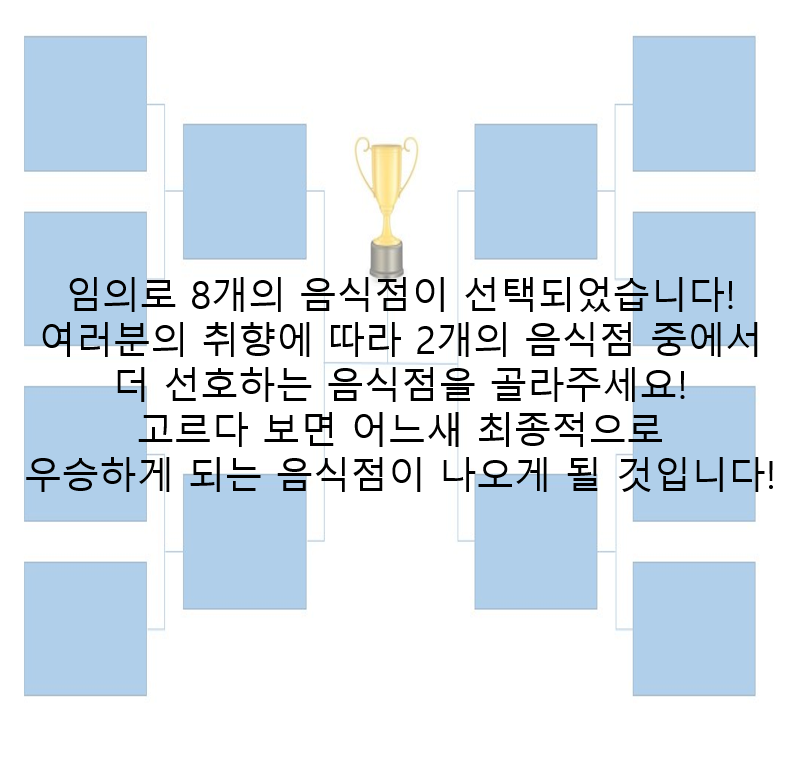 임의로 8개의 음식점이 선택되었습니다!
여러분의 취향에 따라 2개의 음식점 중에서
더 선호하는 음식점을 골라주세요!
고르다 보면 어느새 최종적으로
우승하게 되는 음식점이 나오게 될 것입니다!